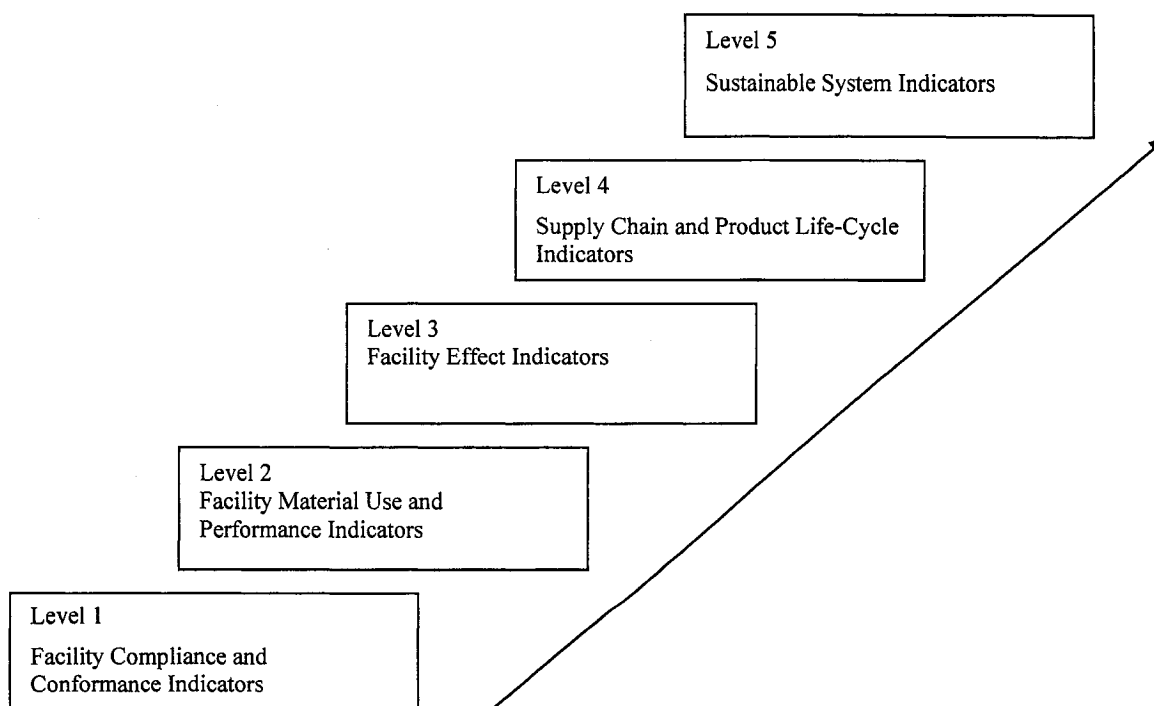 Level 5
Sustainable System Indicators
Level 4
Supply Chain and Product Life-Cycle
Indicators
Level 3
Facility Effect Indicators
Level 2
Facility Material Use and
Performance Indicators
Level 1
Facility Compliance and
Conformance Indicators